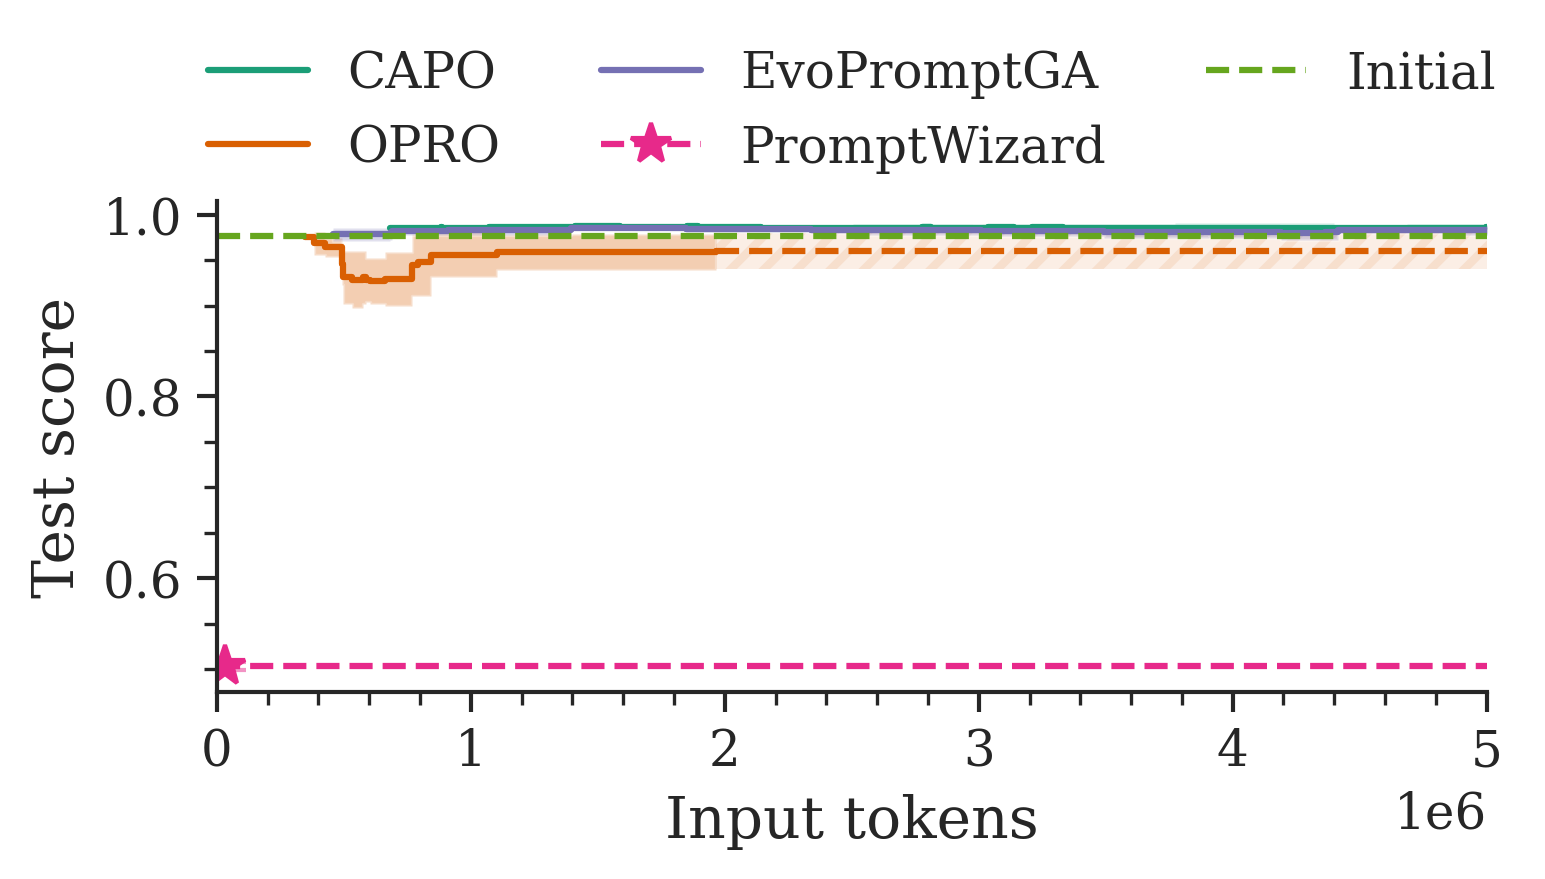 CAPO EvoPromptGA Initial
OPRO PromptWizard
1.0
0.8
0.6
Test score
0 1 2 3 4 5
Input tokens
1e6